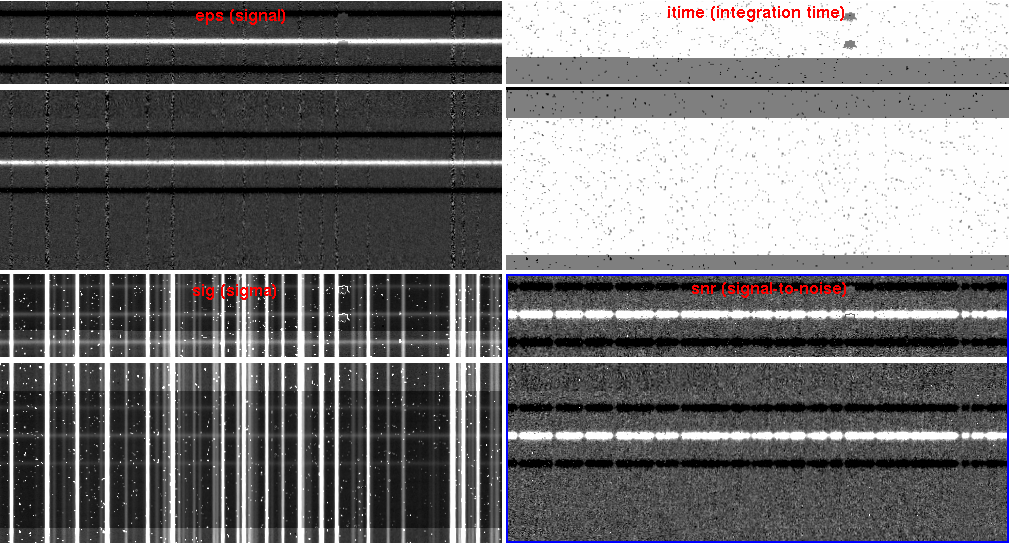 eps (signal)
itime (integration time)
sig (sigma)
snr (signal-to-noise)